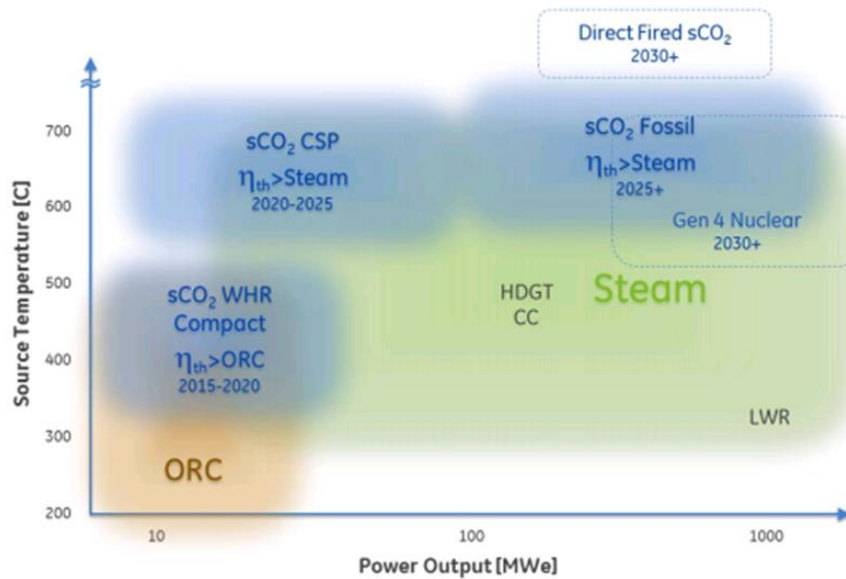 Direct Fired sCO₂
2030+
700
sCO₂ Fossil
sCO₂ CSP
ηth>Steam
ηth>Steam
2025+
600
2020-2025
Gen 4 Nuclear
2030+
500
sCO₂ WHR
Compact
HDGT
CC
Steam
400
ηth>ORC
2015-2020
LWR
300
ORC
200
10
100
1000
Source Temperature [C]
Power Output [MWe]